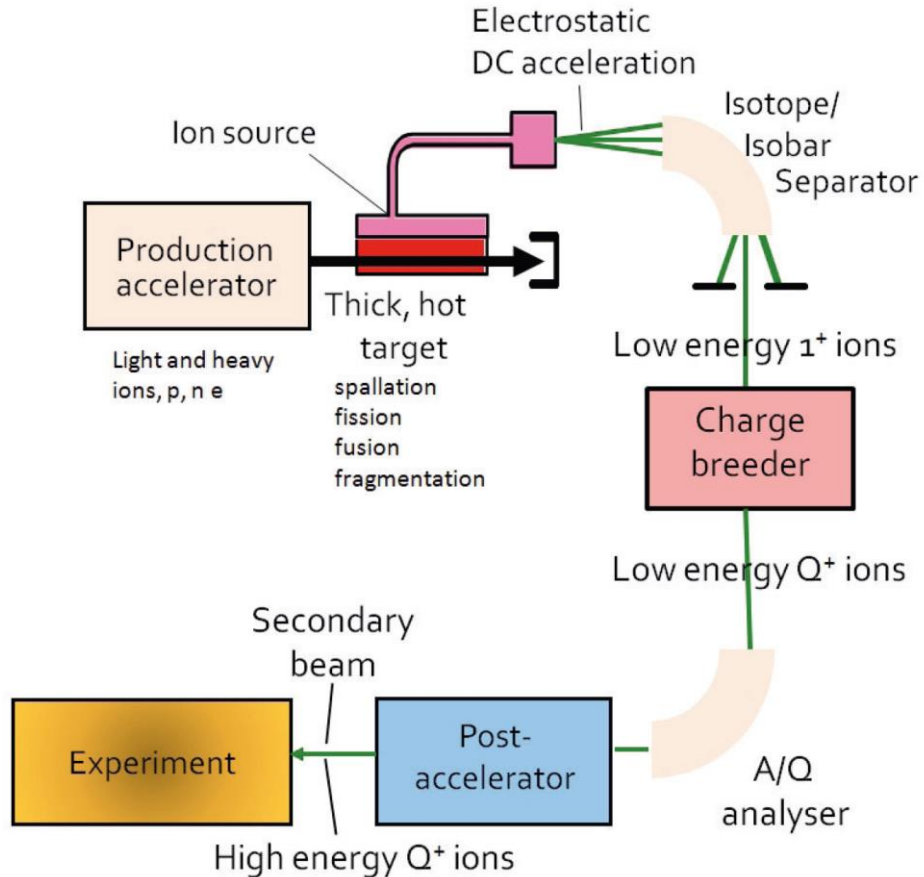 Electrostatic
DC acceleration
Ion source
Isotope/
Isobar
Separator
Production
accelerator
Thick, hot
target
Light and heavy
ions, p, n e
spallation
fission
fusion
fragmentation
Low energy 1⁺ ions
Charge
breeder
Low energy Q⁺ ions
Secondary
beam
Experiment
Post-
accelerator
A/Q
analyser
High energy Q⁺ ions